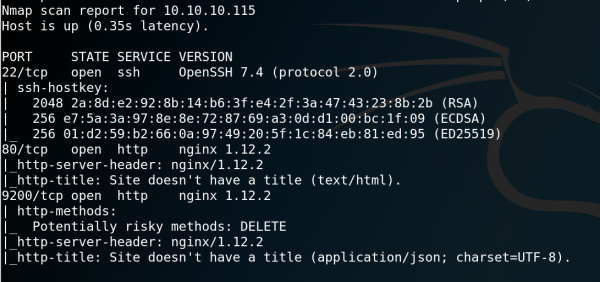 Nmap scan report for 10.10.10.115
Host is up (0.35s latency).
PORT     STATE SERVICE VERSION
22/tcp   open  ssh     OpenSSH 7.4 (protocol 2.0)
| ssh-hostkey:
|   2048 2a:8d:e2:92:8b:14:b6:3f:e4:2f:3a:47:43:23:8b:2b (RSA)
|   256 e7:5a:3a:97:8e:8e:72:87:69:a3:0d:d1:00:bc:1f:09 (ECDSA)
|_  256 01:d2:59:b2:66:0a:97:49:20:5f:1c:84:eb:81:ed:95 (ED25519)
80/tcp   open  http    nginx 1.12.2
|_http-server-header: nginx/1.12.2
|_http-title: Site doesn't have a title (text/html).
9200/tcp open  http    nginx 1.12.2
| http-methods:
|_  Potentially risky methods: DELETE
|_http-server-header: nginx/1.12.2
|_http-title: Site doesn't have a title (application/json; charset=UTF-8).